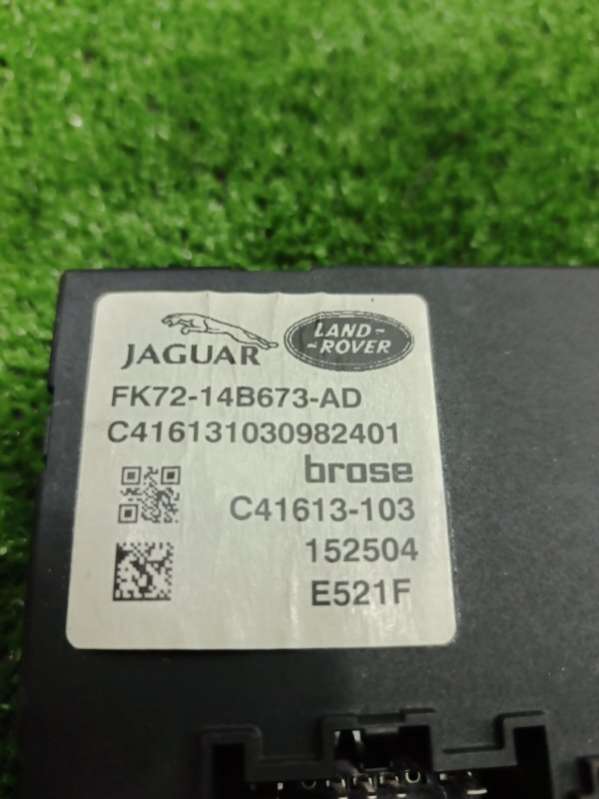 JAGUAR
LAND-
-ROVER
FK72-14B673-AD
C416131030982401
brose
C41613-103
152504
E521F